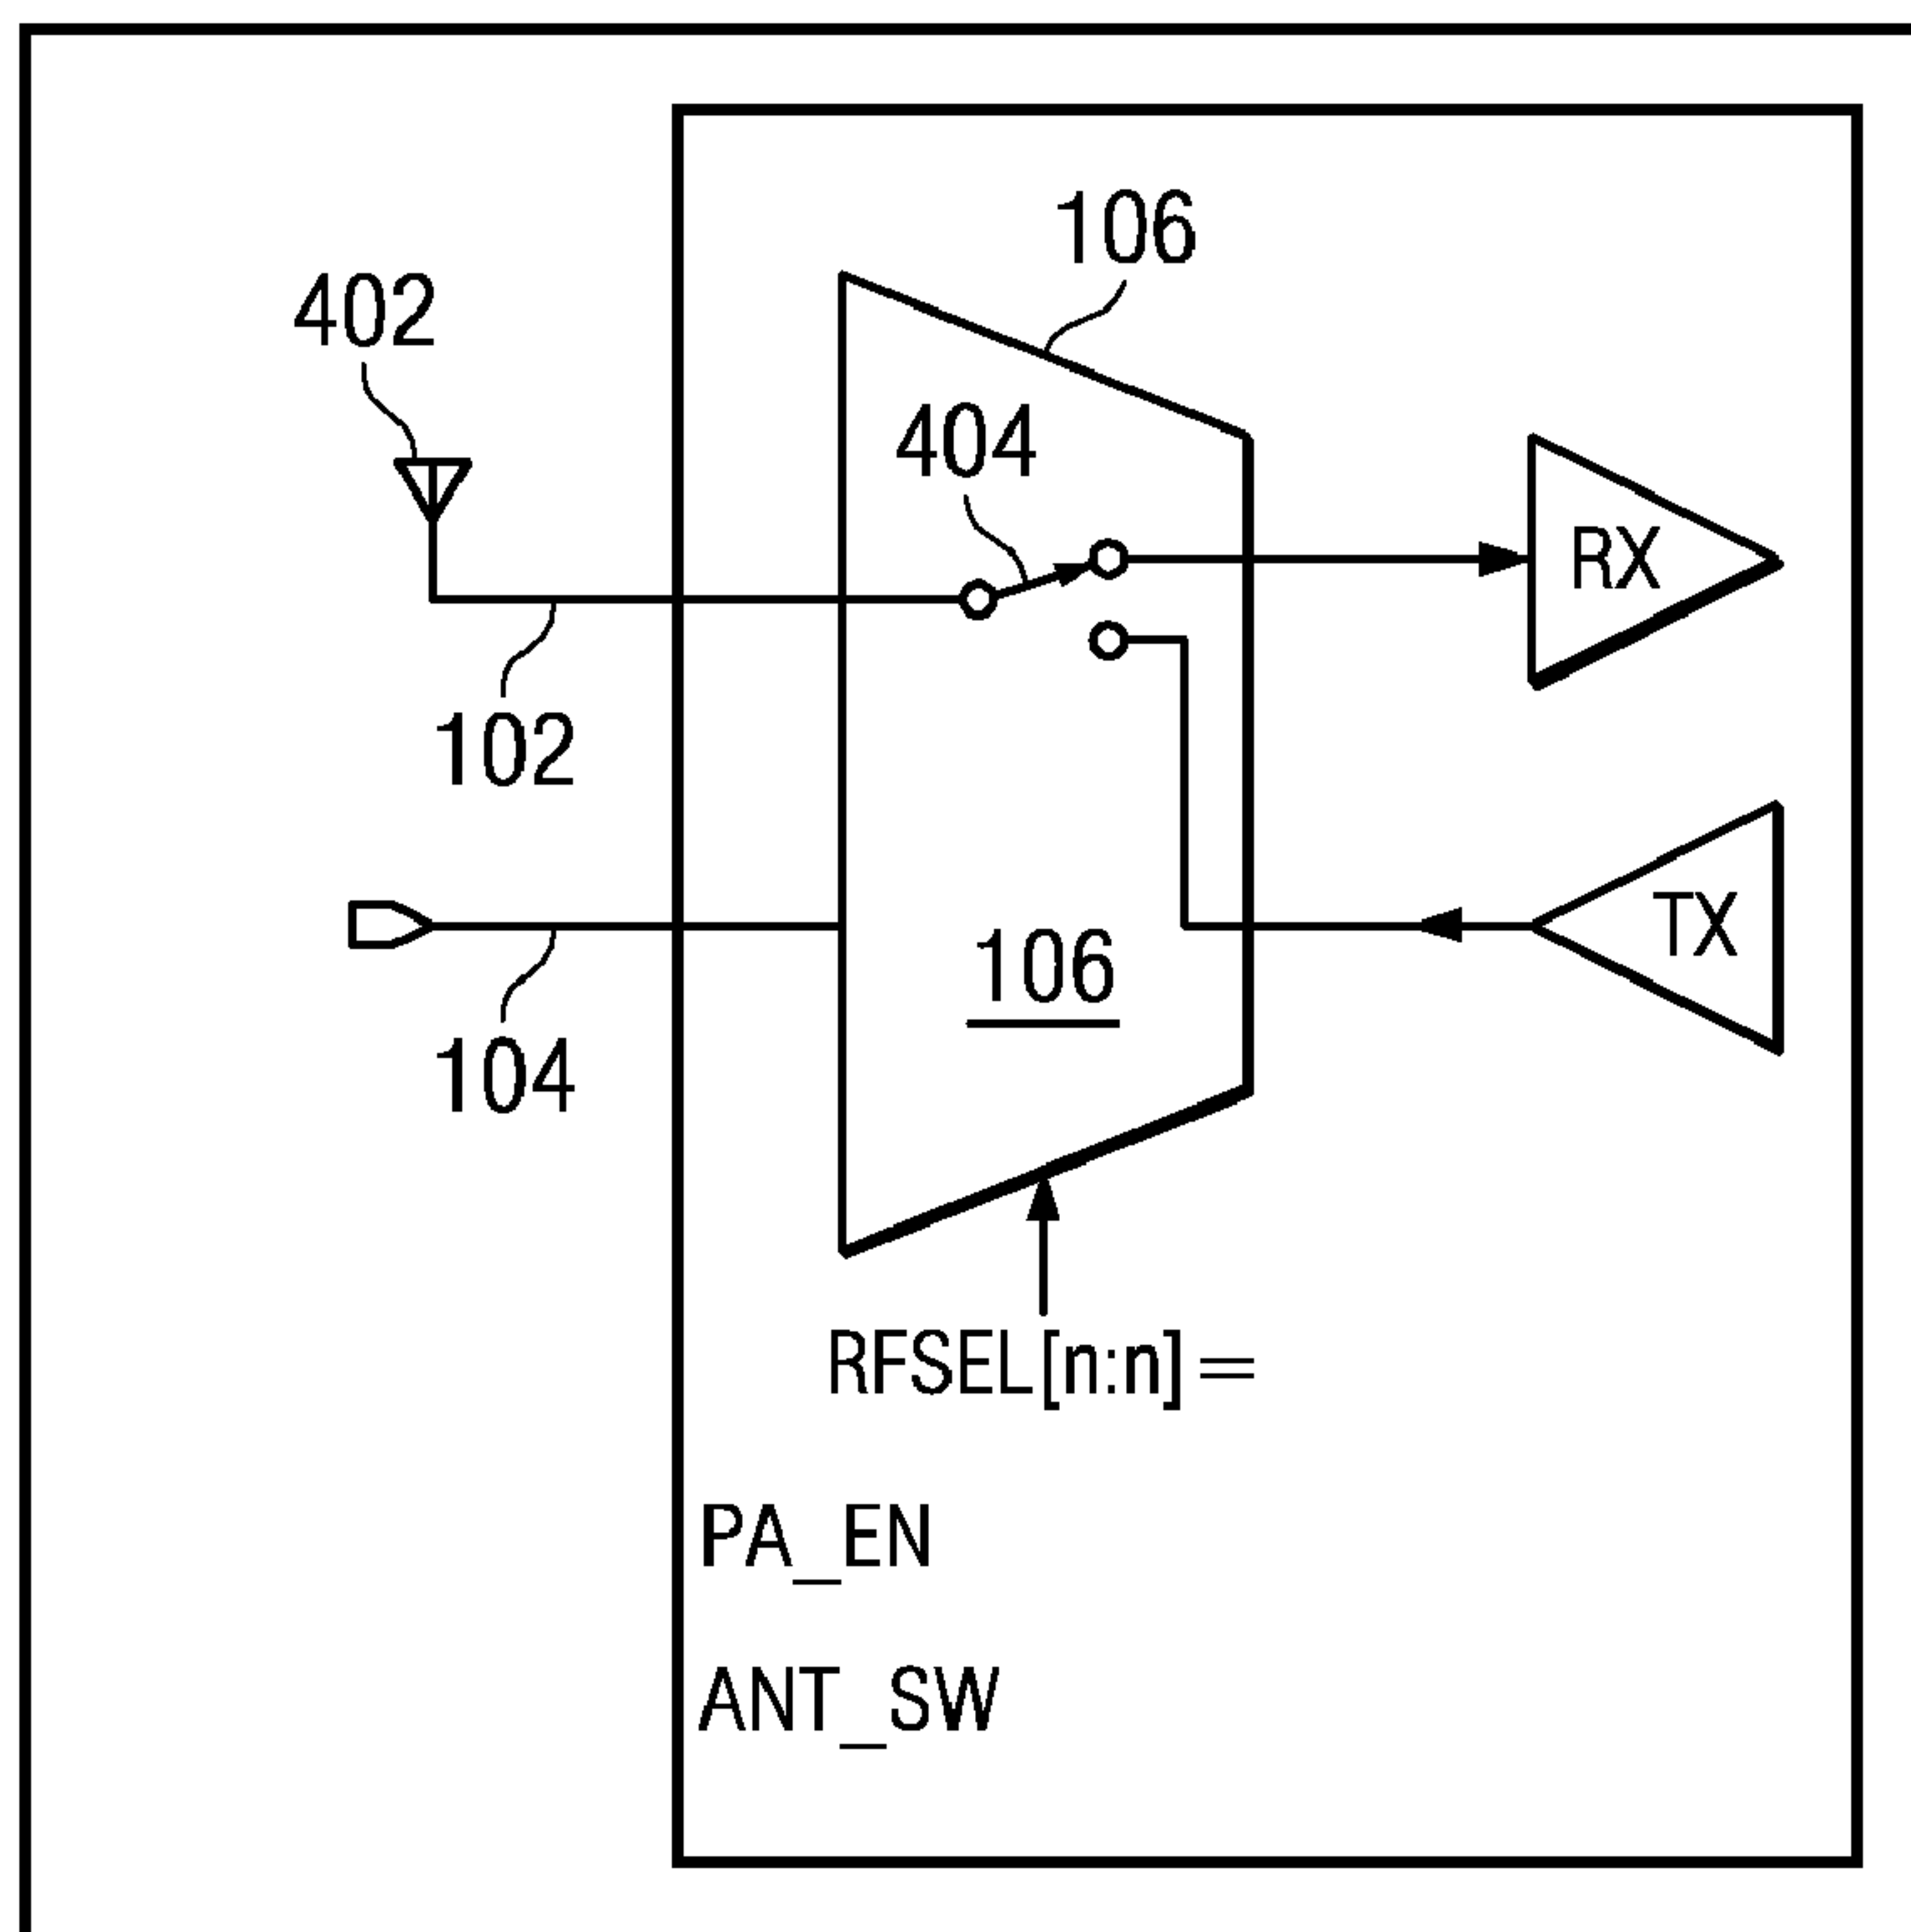 106
402
404
RX
102
TX
106
104
RFSEL[n:n]=
PA_EN
ANT_SW